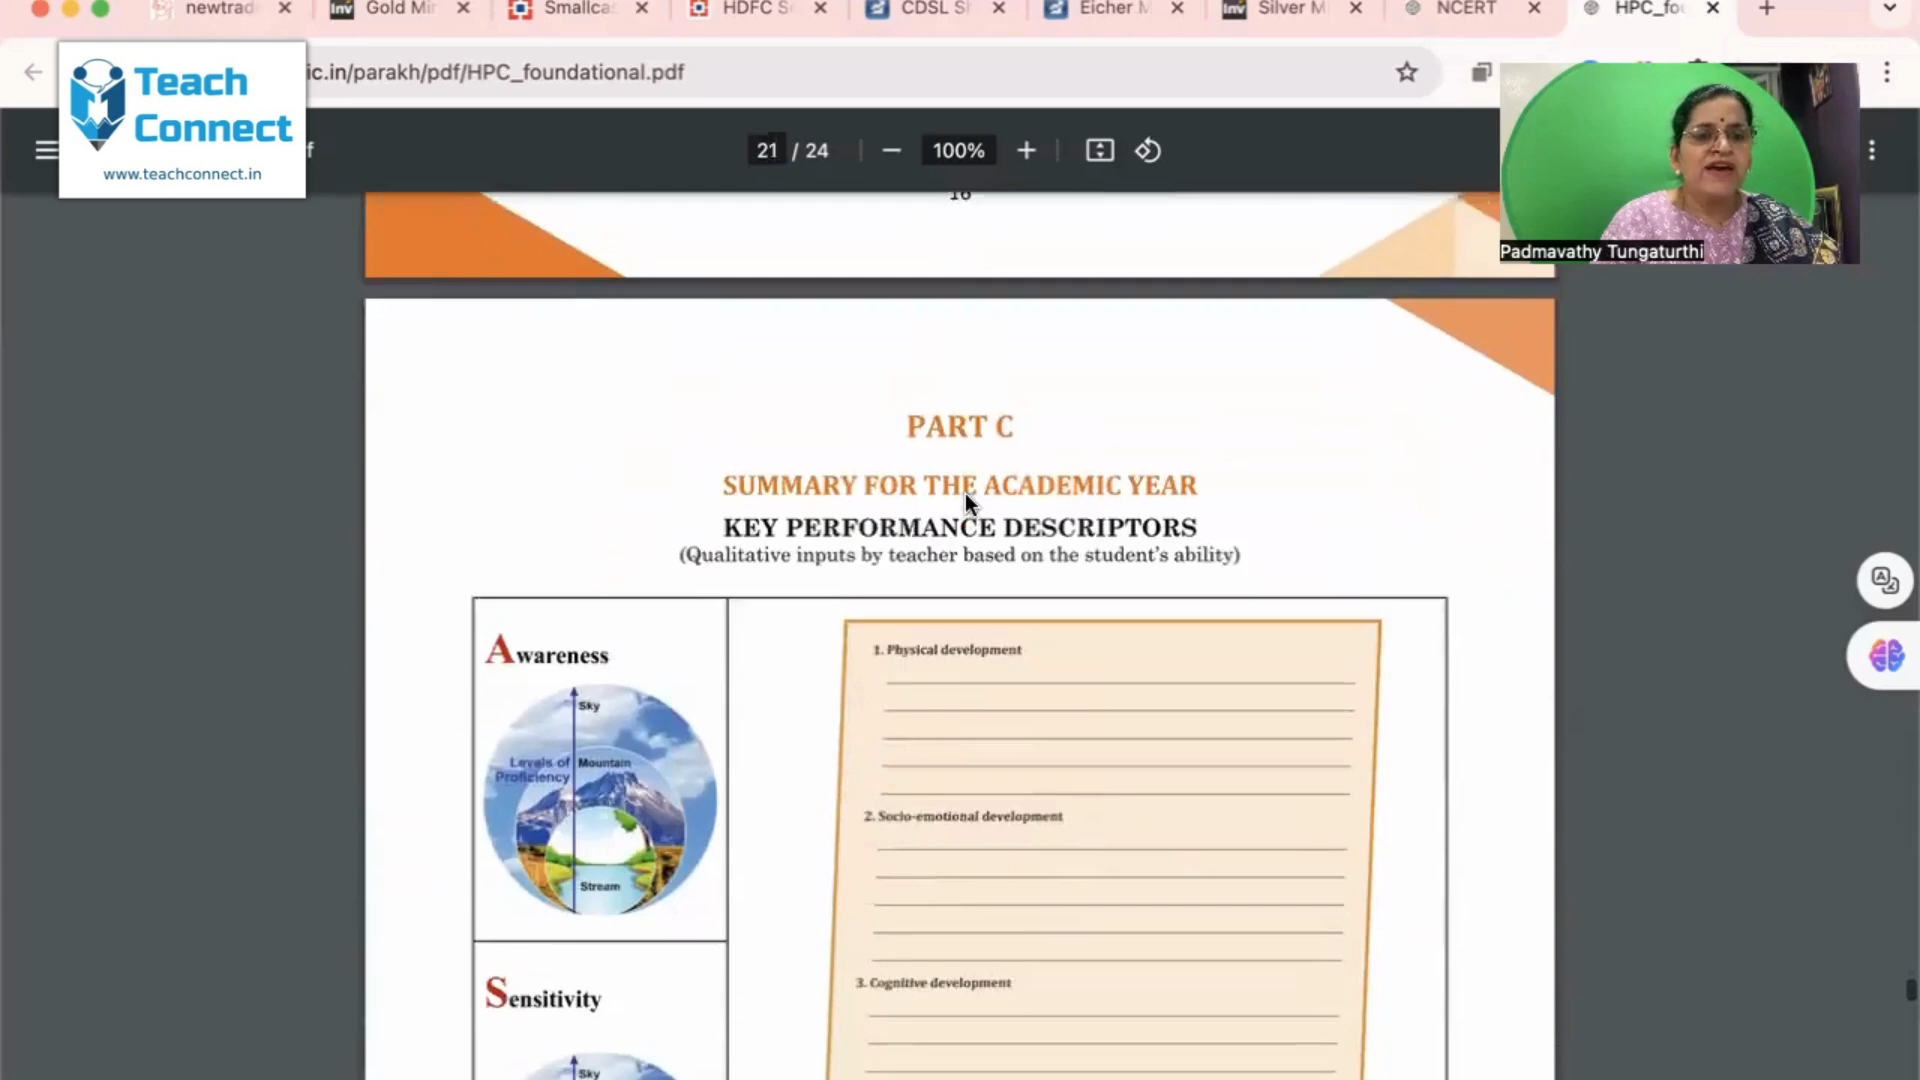 newtrad
Gold Mir
Smallca
HDFC S
CDSL S
Eicher M
Silver M
NCERT
HPC_fo
Teach
Connect
www.teachconnect.in
ic.in/parakh/pdf/HPC_foundational.pdf
f
21 / 24
100%
Padmavathy Tungaturthi
16
PART C
SUMMARY FOR THE ACADEMIC YEAR
KEY PERFORMANCE DESCRIPTORS
(Qualitative inputs by teacher based on the student's ability)
Awareness
Sky
Levels of
Proficiency
Mountain
Stream
1. Physical development
2. Socio-emotional development
3. Cognitive development
Sensitivity
Sky